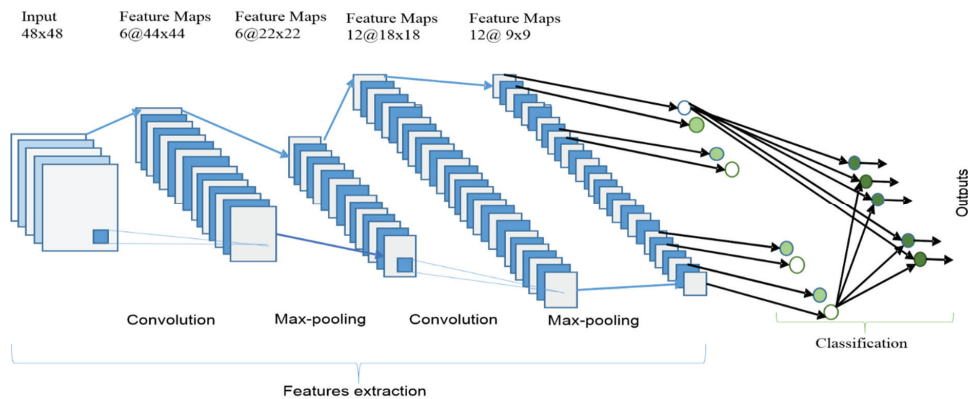 Input
48x48
Feature Maps
6@44x44
Feature Maps
6@22x22
Feature Maps
12@18x18
Feature Maps
12@ 9x9
Outputs
Convolution
Max-pooling
Convolution
Max-pooling
Classification
Features extraction